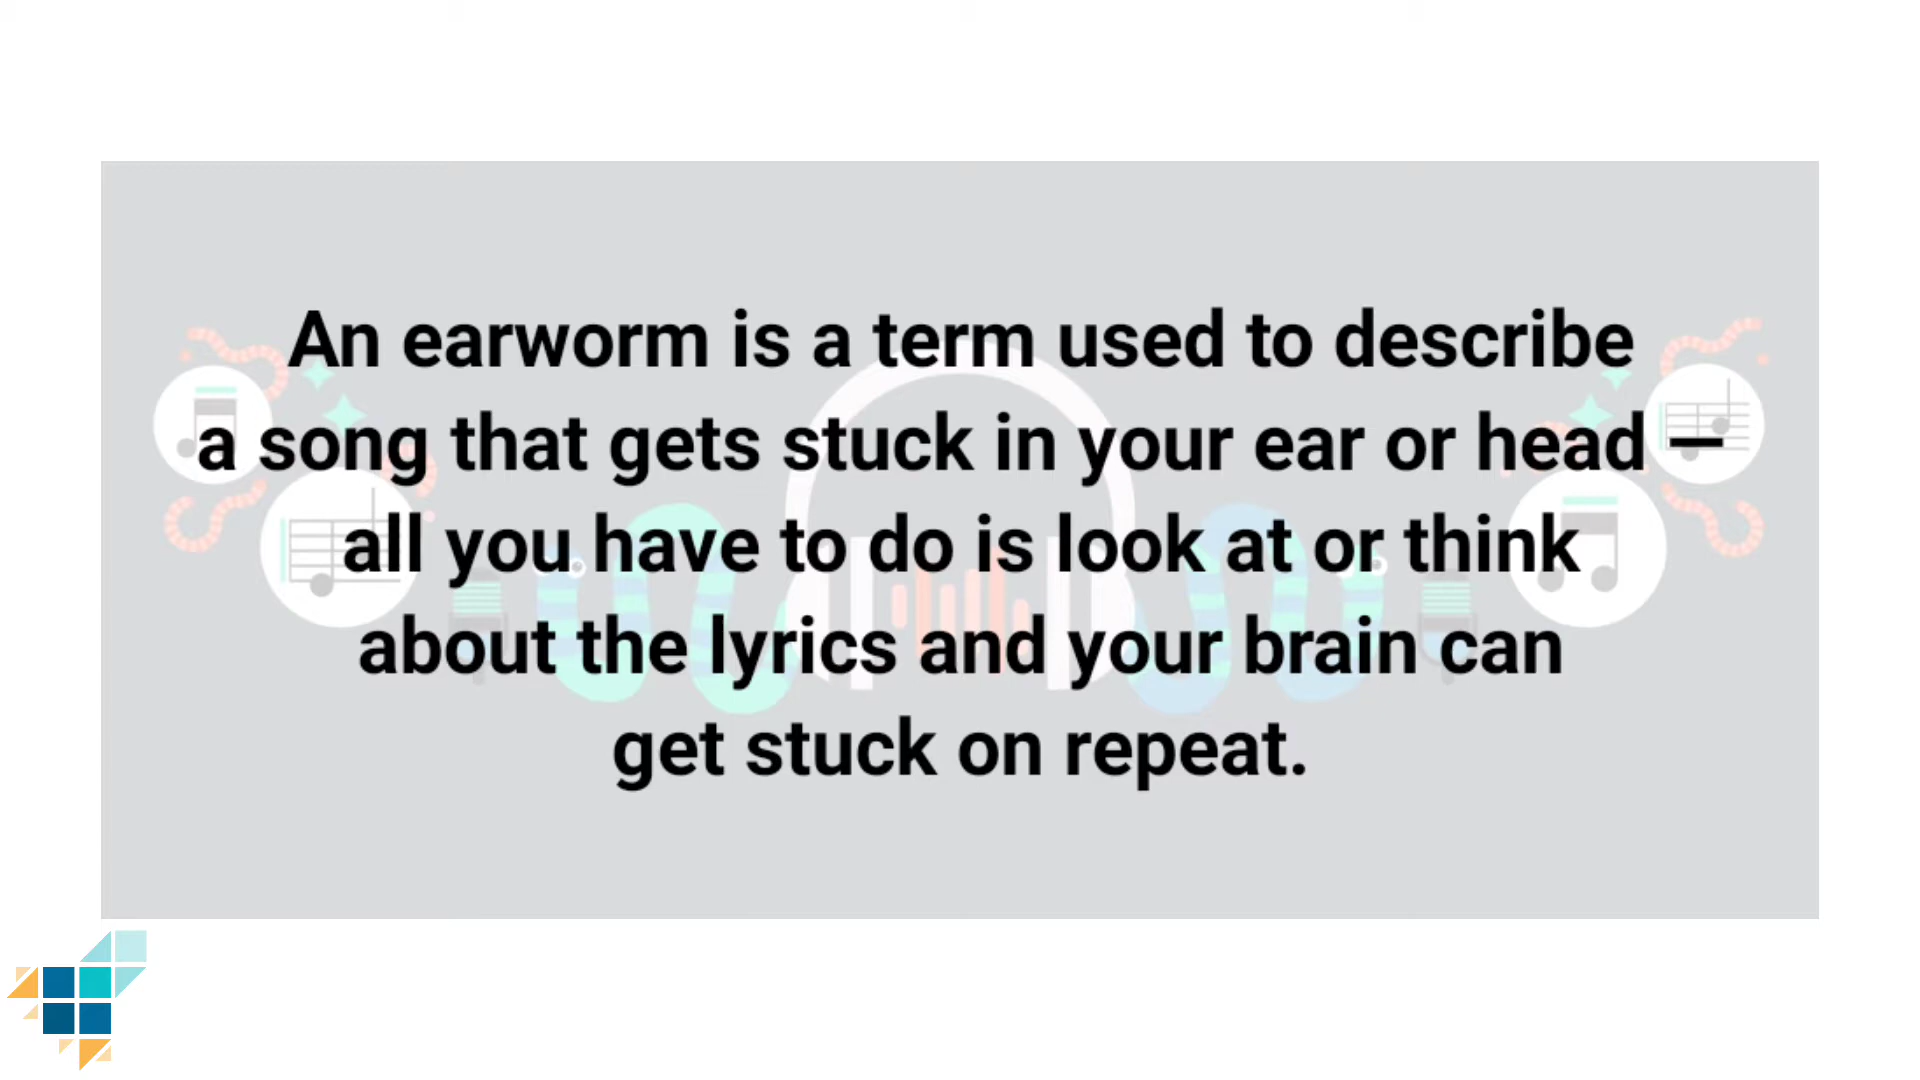 An earworm is a term used to describe
a song that gets stuck in your ear or head —
all you have to do is look at or think
about the lyrics and your brain can
get stuck on repeat.